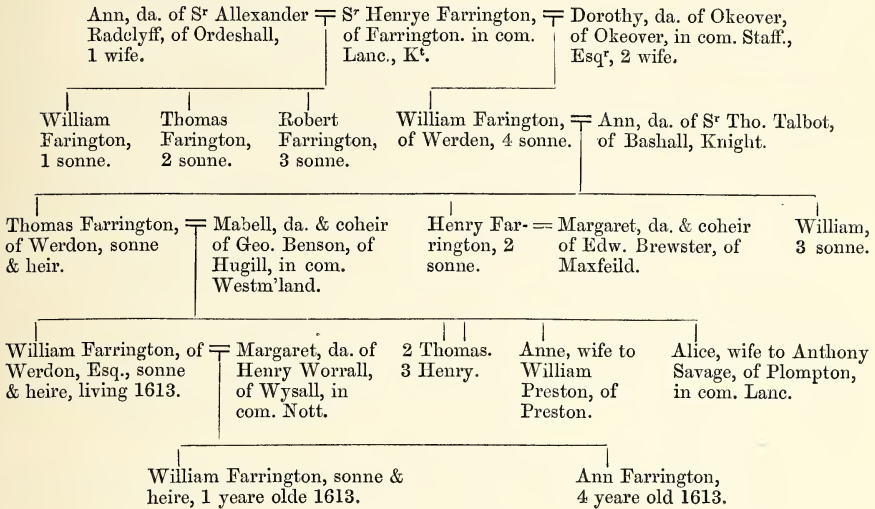 Ann, da. of Sʳ Allexander
Radclyff, of Ordeshall,
1 wife.
Sʳ Henrye Farrington,
of Farrington. in com.
Lanc., Kᵗ.
Dorothy, da. of Okeover,
of Okeover, in com. Staff.,
Esqʳ, 2 wife.
William
Farington,
1 sonne.
Thomas
Farington,
2 sonne.
Robert
Farrington,
3 sonne.
William Farington,
of Werden, 4 sonne.
Ann, da. of Sʳ Tho. Talbot,
of Bashall, Knight.
Thomas Farrington,
of Werdon, sonne
& heir.
Mabell, da. & coheir
of Geo. Benson, of
Hugill, in com.
Westm'land.
Henry Far-
rington, 2
sonne.
Margaret, da. & coheir
of Edw. Brewster, of
Maxfeild.
William,
3 sonne.
William Farrington, of
Werdon, Esq., sonne
& heire, living 1613.
Margaret, da. of
Henry Worrall,
of Wysall, in
com. Nott.
2 Thomas.
3 Henry.
Anne, wife to
William
Preston, of
Preston.
Alice, wife to Anthony
Savage, of Plompton,
in com. Lanc.
William Farrington, sonne &
heire, 1 yeare olde 1613.
Ann Farrington,
4 yeare old 1613.